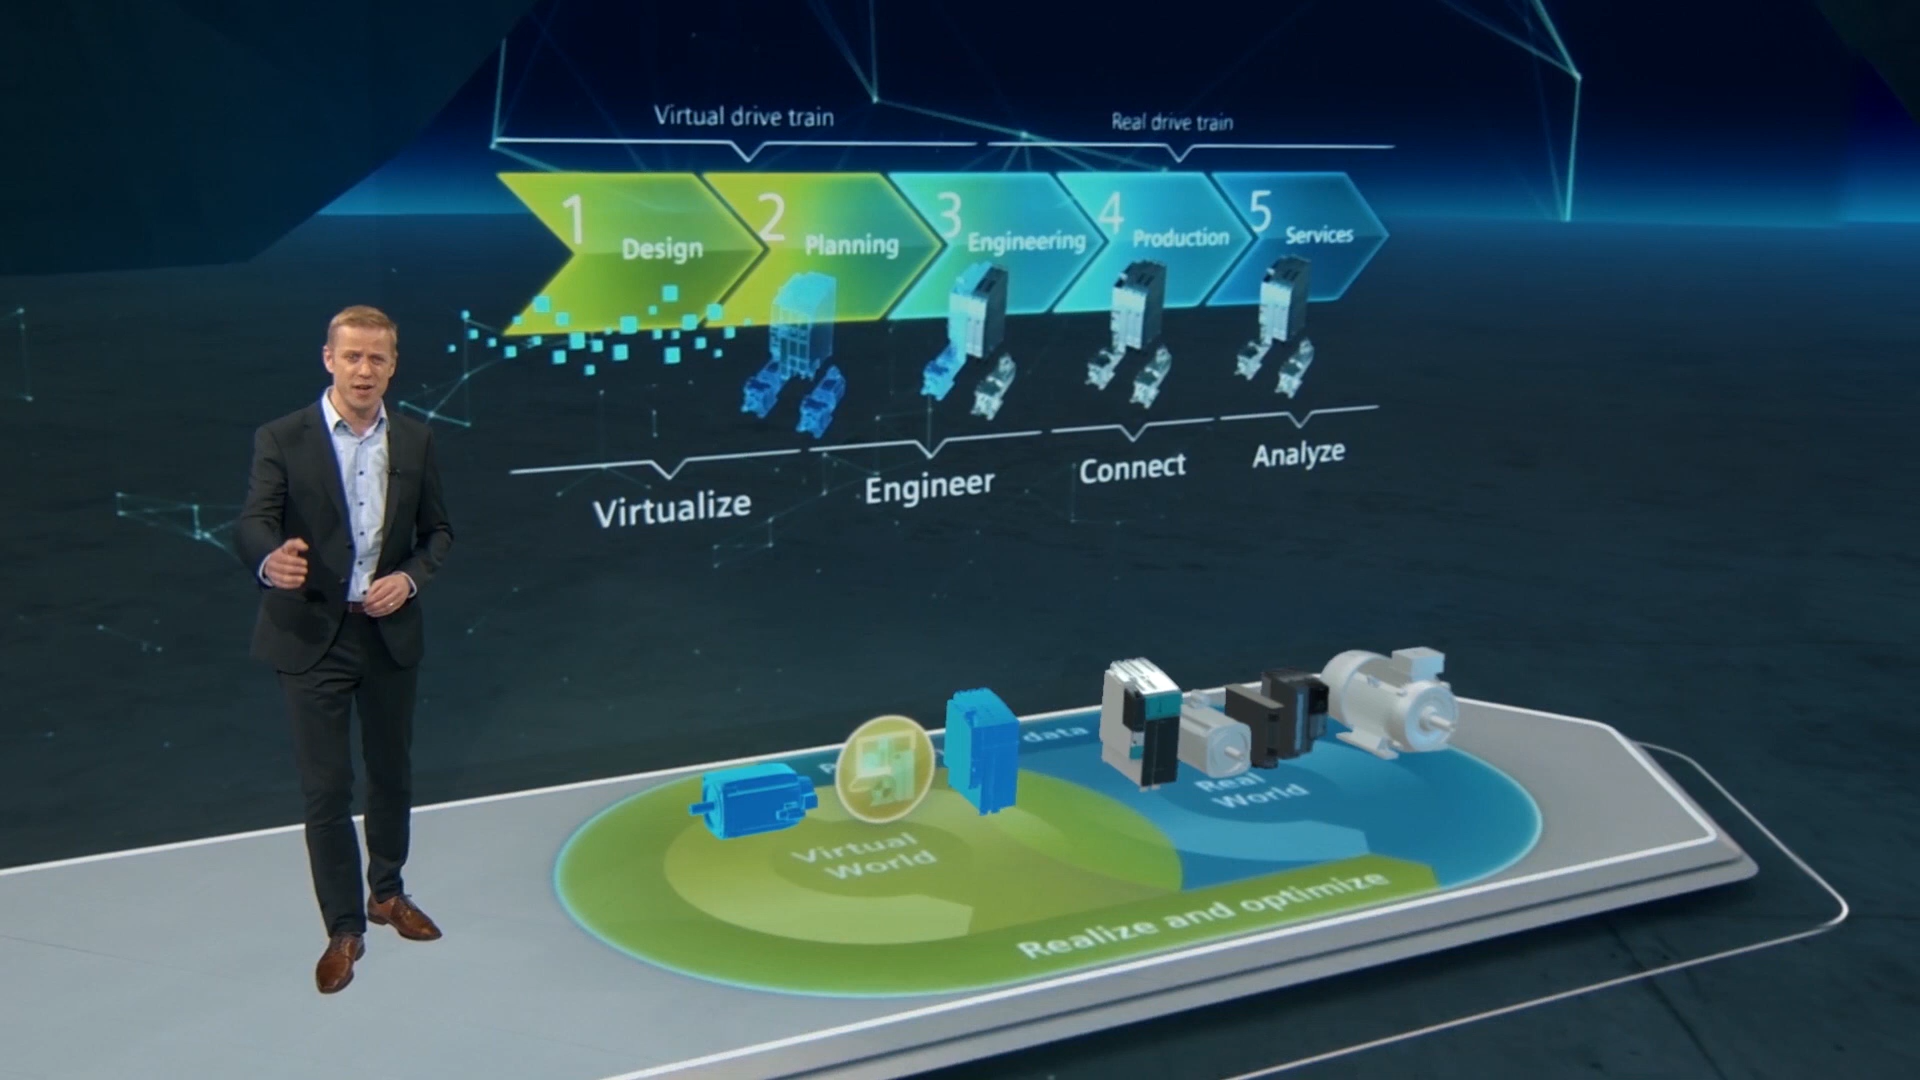 Virtual drive train
Real drive train
1
Design
2
Planning
3
Engineering
4
Production
5
Services
Virtualize
Engineer
Connect
Analyze
data
Virtual
World
Real
World
Realize and optimize